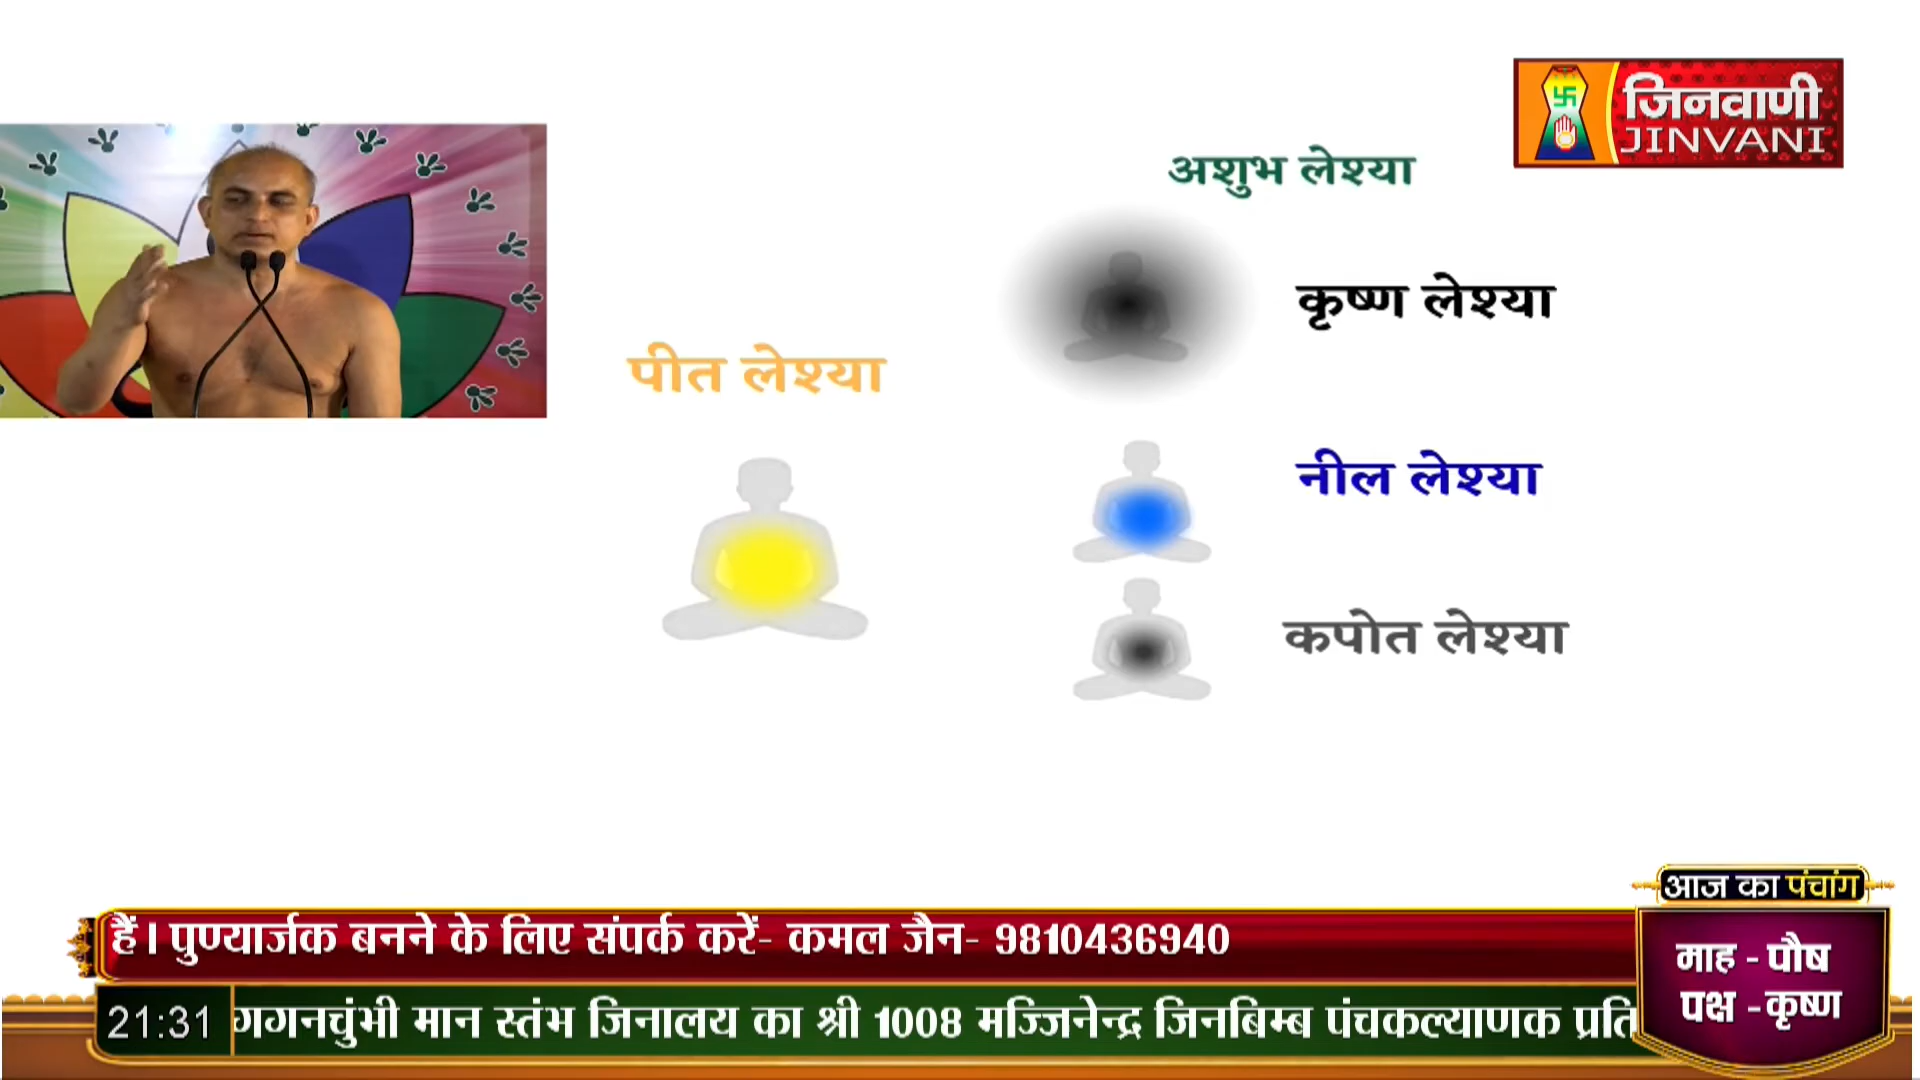 जिनवाणी
JINVANI
अशुभ लेश्या
कृष्ण लेश्या
पीत लेश्या
नील लेश्या
कपोत लेश्या
आज का पंचांग
हैं। पुण्यार्जक बनने के लिए संपर्क करें- कमल जैन- 9810436940
माह - पौष
पक्ष - कृष्ण
21:31 गगनचुंभी मान स्तंभ जिनालय का श्री 1008 मज्जिनेन्द्र जिनबिम्ब पंचकल्याणक प्रति